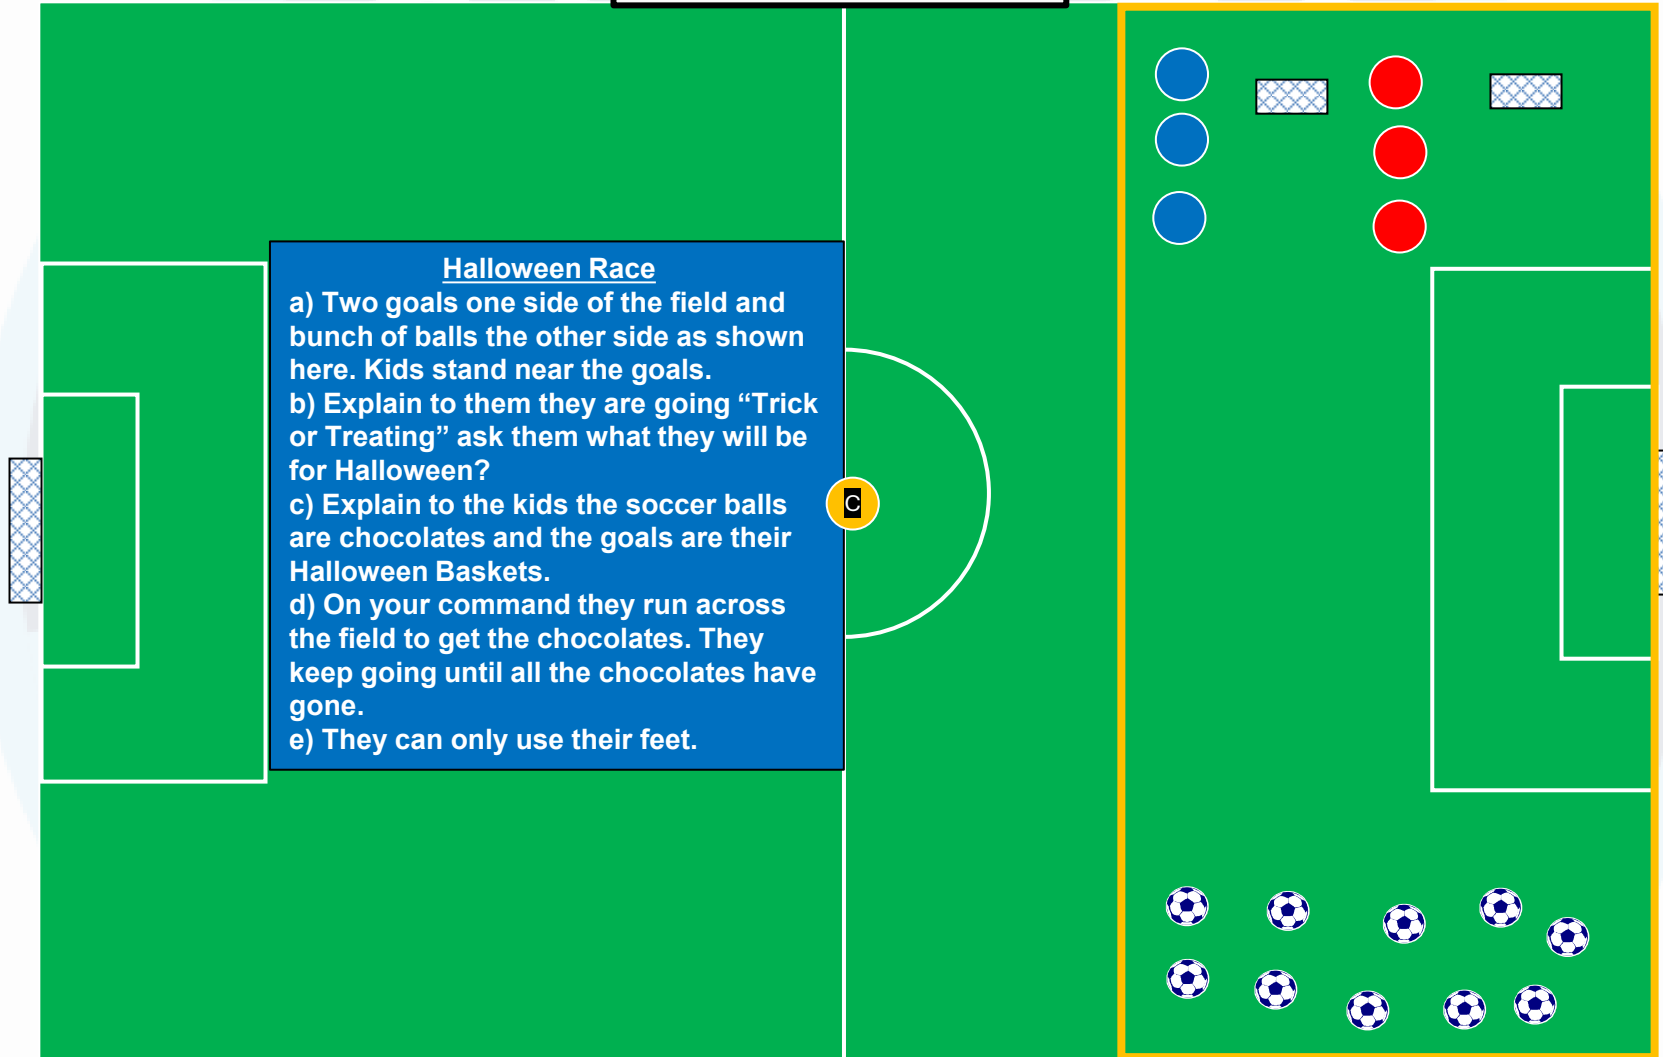 Halloween Race
a) Two goals one side of the field and
bunch of balls the other side as shown
here. Kids stand near the goals.
b) Explain to them they are going “Trick
or Treating” ask them what they will be
for Halloween?
c) Explain to the kids the soccer balls
are chocolates and the goals are their
Halloween Baskets.
d) On your command they run across
the field to get the chocolates. They
keep going until all the chocolates have
gone.
e) They can only use their feet.
C